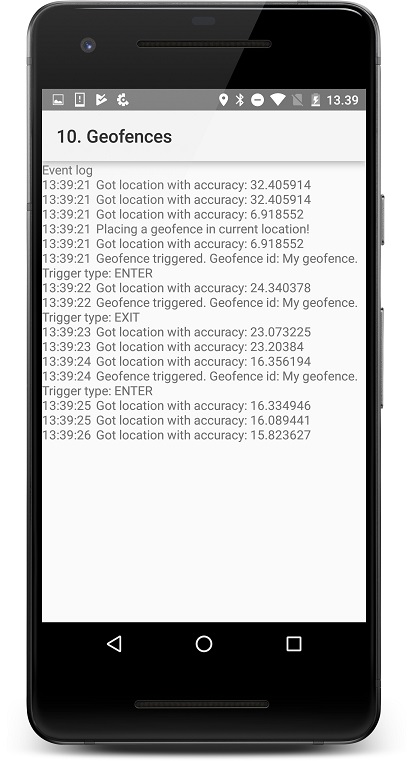 13.39
10. Geofences
Event log
13:39:21 Got location with accuracy: 32.405914
13:39:21 Got location with accuracy: 32.405914
13:39:21 Got location with accuracy: 6.918552
13:39:21 Placing a geofence in current location!
13:39:21 Got location with accuracy: 6.918552
13:39:21 Geofence triggered. Geofence id: My geofence.
Trigger type: ENTER
13:39:22 Got location with accuracy: 24.340378
13:39:22 Geofence triggered. Geofence id: My geofence.
Trigger type: EXIT
13:39:23 Got location with accuracy: 23.073225
13:39:23 Got location with accuracy: 23.20384
13:39:24 Got location with accuracy: 16.356194
13:39:24 Geofence triggered. Geofence id: My geofence.
Trigger type: ENTER
13:39:25 Got location with accuracy: 16.334946
13:39:25 Got location with accuracy: 16.089441
13:39:26 Got location with accuracy: 15.823627